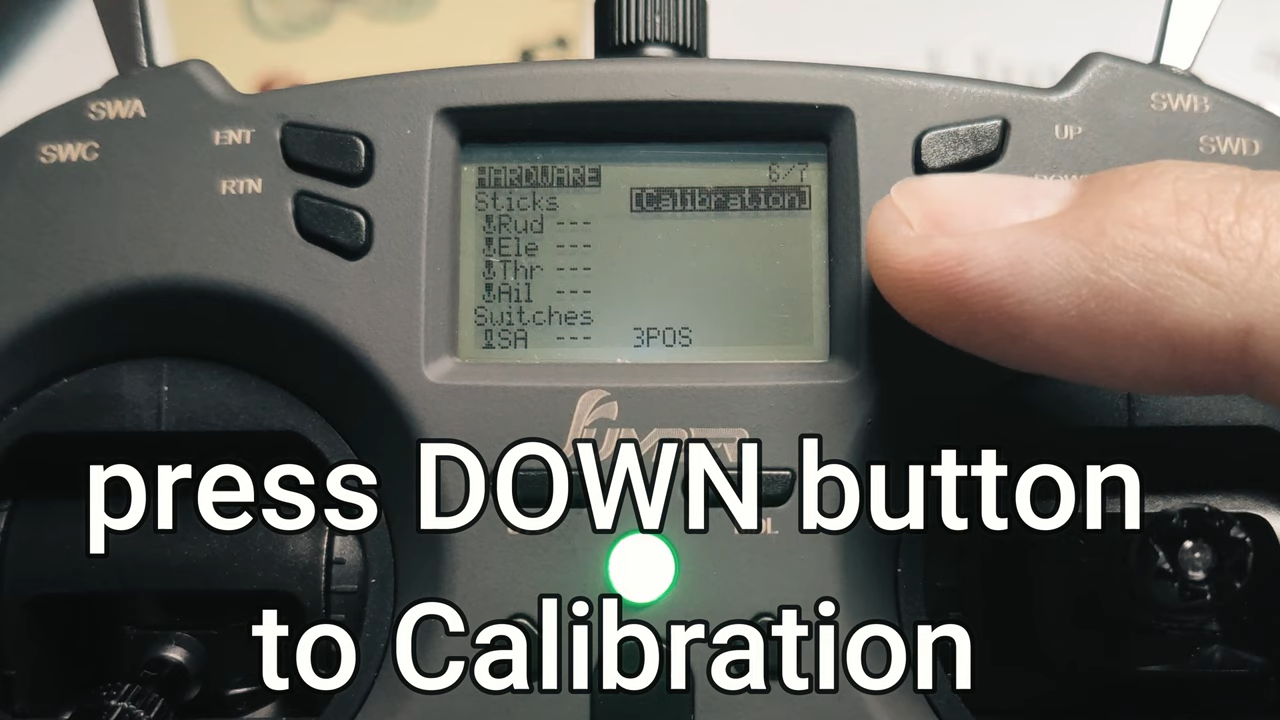 SWA
SWC
ENT
RTN
UP
SWB
SWD
HARDWARE 6/7
Sticks [Calibration]
Rud ---
Ele ---
Thr ---
Ail ---
Switches
SA --- 3POS
press DOWN button
to Calibration